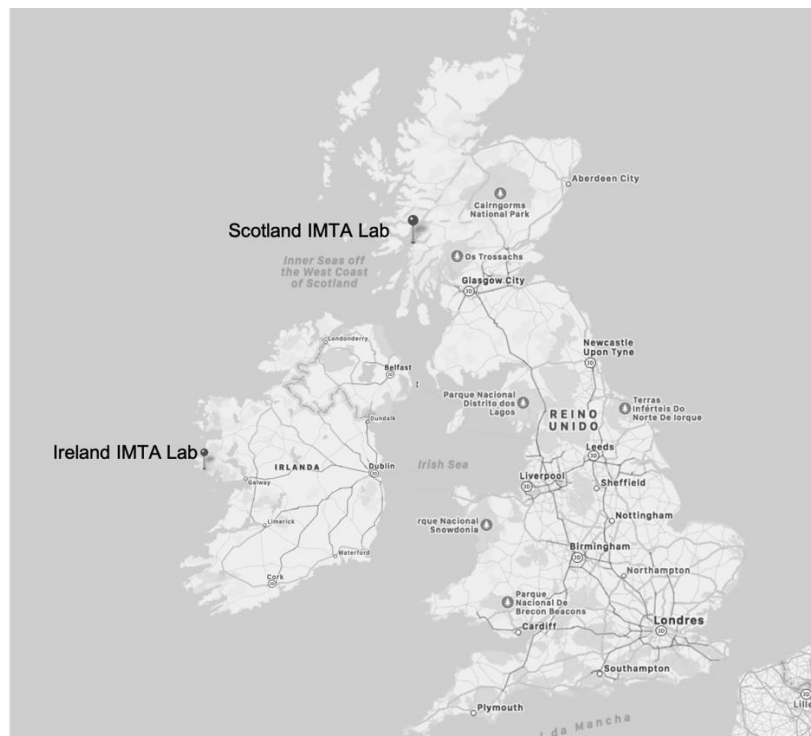 Aberdeen City
Cairngorms
National Park
Scotland IMTA Lab
Inner Seas off
the West Coast
of Scotland
Os Trossachs
Glasgow City
Londonderry
Newcastle
Upon Tyne
Belfast
Parque Nacional
Distrito dos
Lagos
Terras
Inférteis Do
Norte De Iorque
REINO
UNIDO
Dundalk
Ireland IMTA Lab
IRLANDA
Dublin
Irish Sea
Leeds
Galway
Liverpool
Sheffield
Limerick
rque Nacional
Snowdonia
Nottingham
Waterford
Birmingham
Cork
Northampton
Parque
Nacional De
Brecon Beacons
Cardiff
Londres
Southampton
Plymouth
l da Mancha
Lille